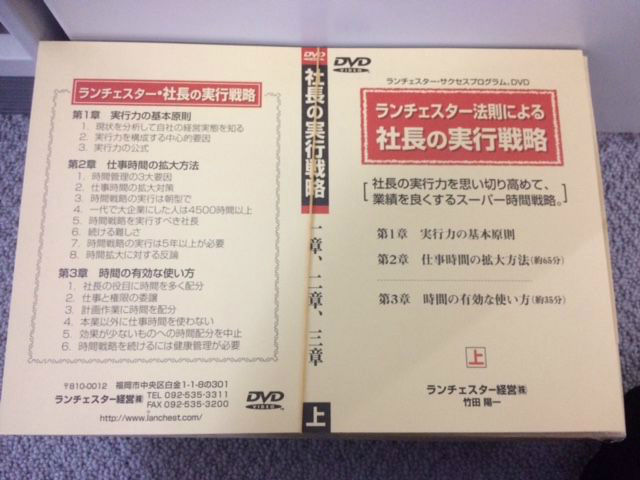 ランチェスター・社長の実行戦略
第1章　実行力の基本原則
1. 現状を分析して自社の経営実態を知る
2. 実行力を構成する中心的要因
3. 実行力の公式
第2章　仕事時間の拡大方法
1. 時間管理の3大要因
2. 仕事時間の拡大対策
3. 時間戦略の実行は朝型で
4. 一代で大企業にした人は4500時間以上
5. 時間戦略を実行すべき社長
6. 続ける難しさ
7. 時間戦略の実行は5年以上が必要
8. 時間拡大に対する反論
第3章　時間の有効な使い方
1. 社長の役目に時間を多く配分
2. 仕事と権限の委譲
3. 計画作業に時間を配分
4. 本業以外に仕事時間を使わない
5. 効果が少ないものへの時間配分を中止
6. 時間戦略を続けるには健康管理が必要
〒810-0012　福岡市中央区白金1-1-8の301
ランチェスター経営㈱
TEL 092-535-3311
FAX 092-535-3200
http://www.lanchest.com/
DVD
VIDEO
DVD
社長の実行戦略
一章、二章、三章
上
DVD
VIDEO
ランチェスター・サクセスプログラム®DVD
ランチェスター法則による
社長の実行戦略
社長の実行力を思い切り高めて、
業績を良くするスーパー時間戦略。
第1章　実行力の基本原則
第2章　仕事時間の拡大方法(約65分)
第3章　時間の有効な使い方(約35分)
上
ランチェスター経営㈱
竹田 陽一